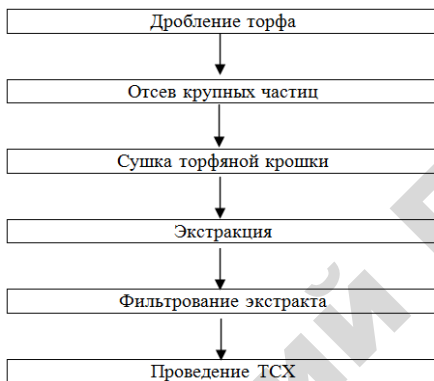 Дробление торфа
Отсев крупных частиц
Сушка торфяной крошки
Экстракция
Фильтрование экстракта
Проведение ТСХ